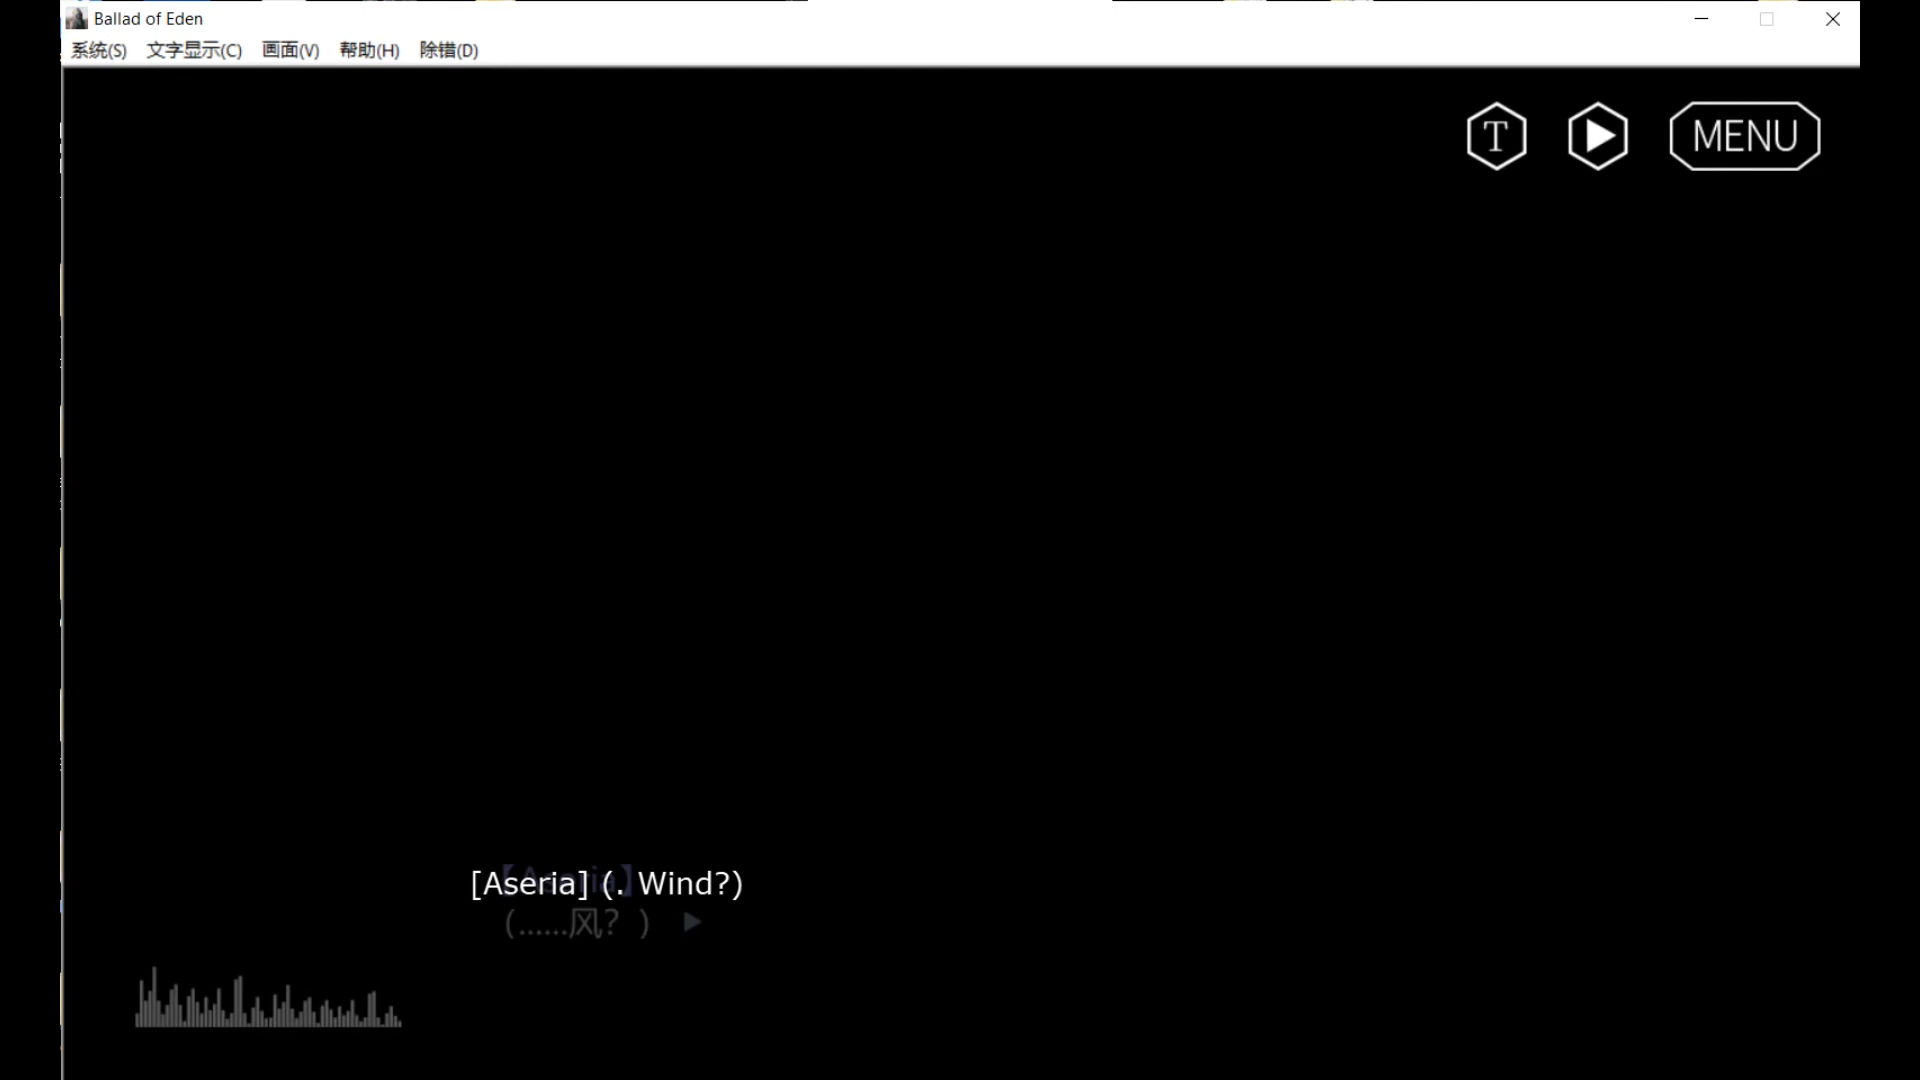 Ballad of Eden
系统(S) 文字显示(C) 画面(V) 帮助(H) 除错(D)
T MENU
[Aseria] (. Wind?)
【Aseria】
(......风? )